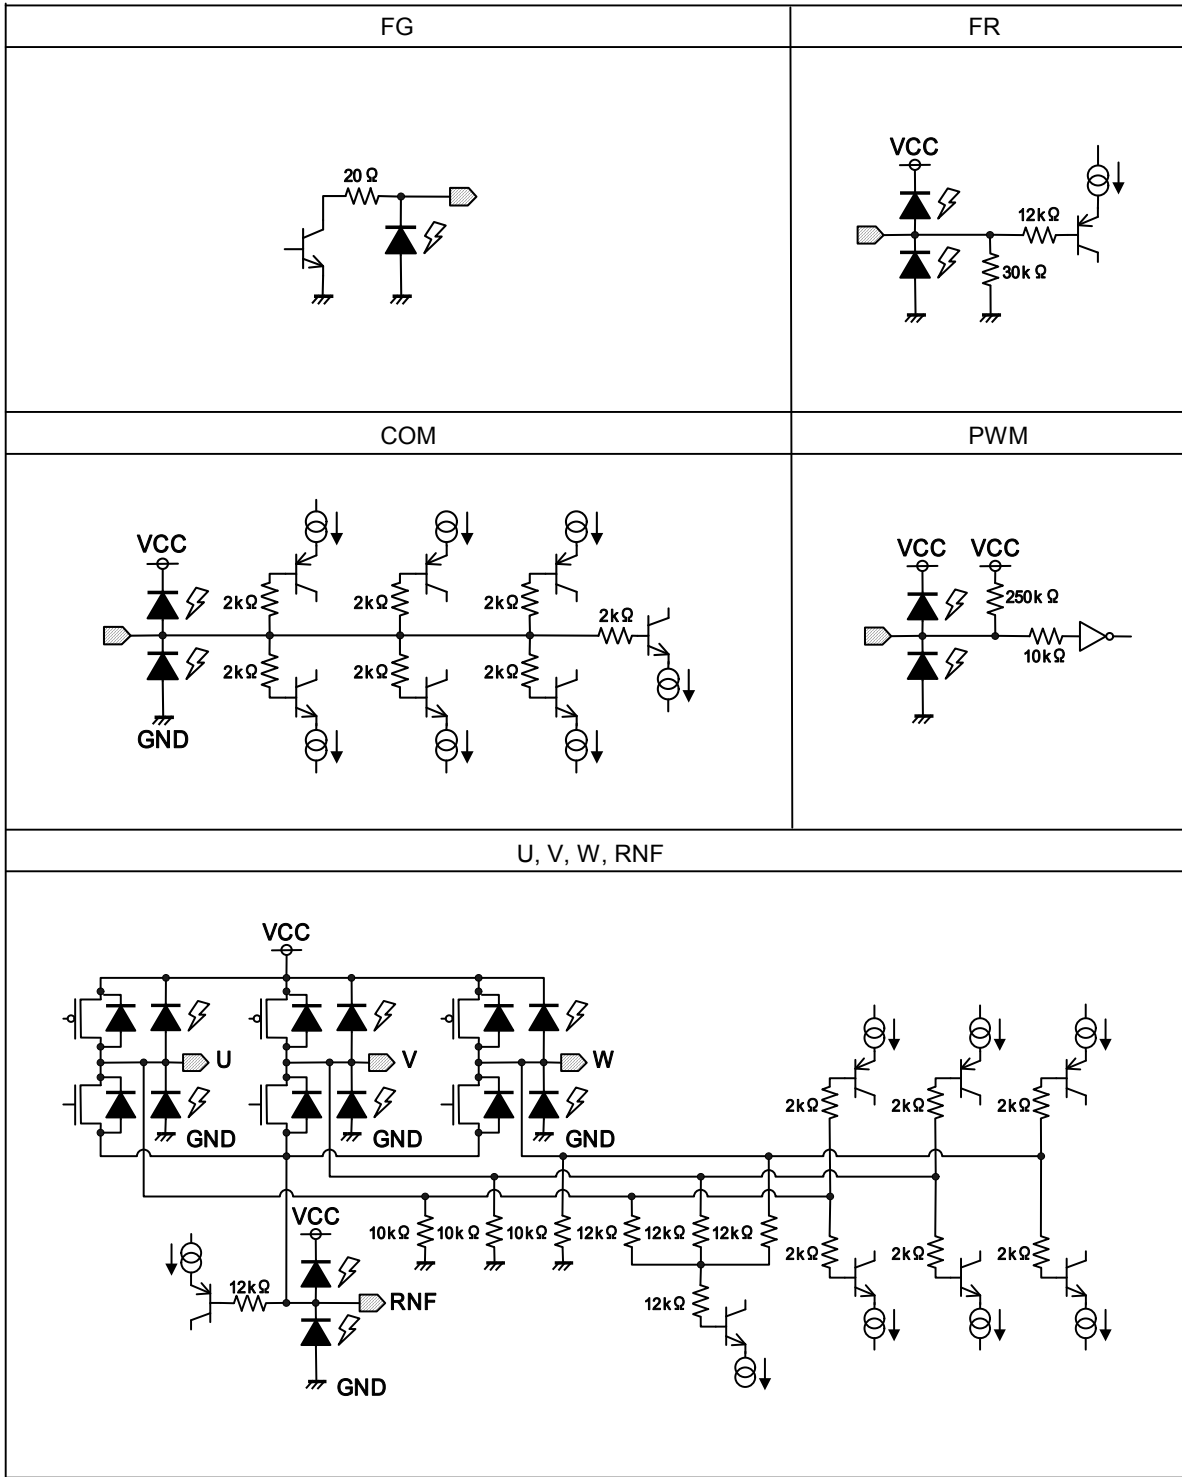 FG
FR
20Ω
VCC
12kΩ
30kΩ
COM
PWM
VCC
2kΩ
2kΩ
2kΩ
2kΩ
2kΩ
2kΩ
2kΩ
GND
VCC
VCC
250kΩ
10kΩ
U, V, W, RNF
VCC
U
V
W
GND
GND
GND
2kΩ
2kΩ
2kΩ
VCC
10kΩ
10kΩ
10kΩ
12kΩ
12kΩ
12kΩ
2kΩ
2kΩ
2kΩ
12kΩ
RNF
12kΩ
GND